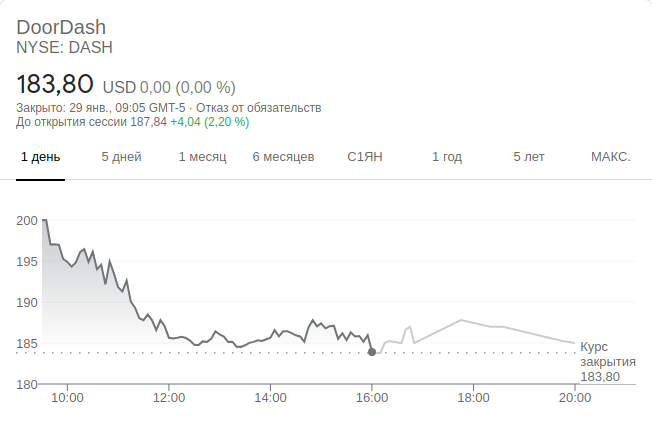 DoorDash
NYSE: DASH
183,80 USD 0,00 (0,00 %)
Закрыто: 29 янв., 09:05 GMT-5 · Отказ от обязательств
До открытия сессии 187,84 +4,04 (2,20 %)
1 день 5 дней 1 месяц 6 месяцев С1ЯН 1 год 5 лет МАКС.
200
195
190
185
180
Курс
закрытия
183,80
10:00 12:00 14:00 16:00 18:00 20:00